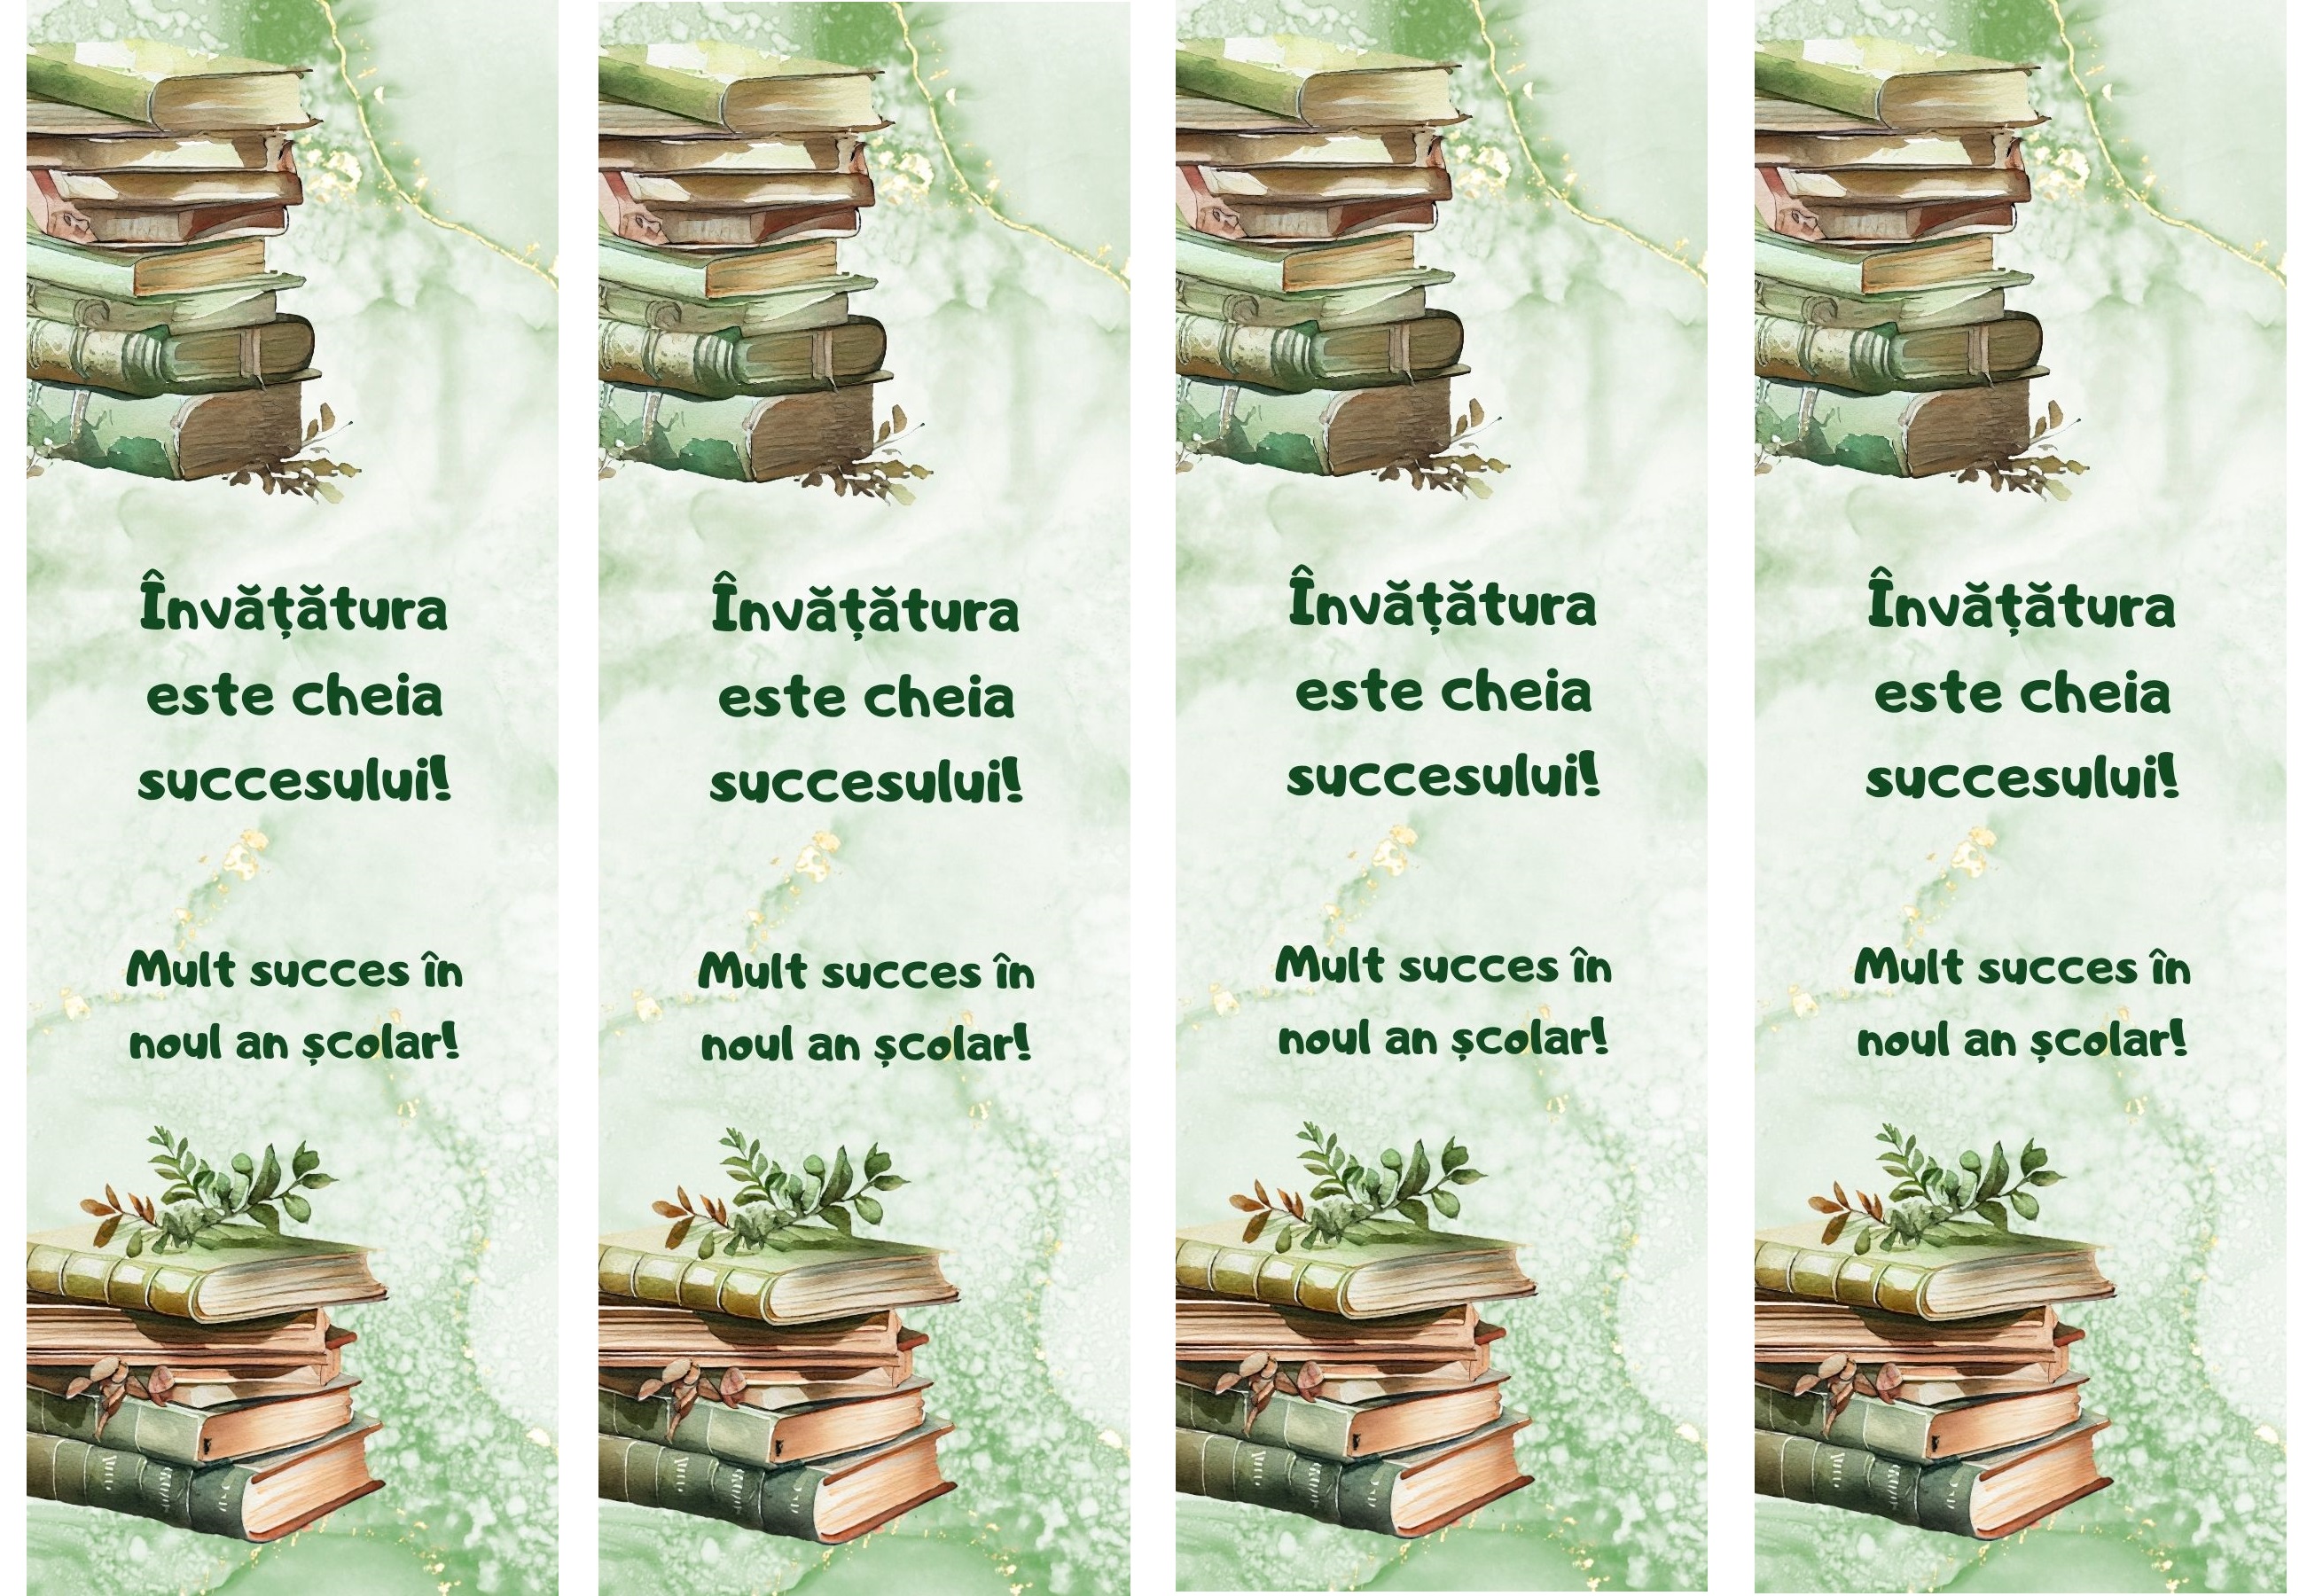 Învățătura
este cheia
succesului!
Mult succes în
noul an școlar!
Învățătura
este cheia
succesului!
Mult succes în
noul an școlar!
Învățătura
este cheia
succesului!
Mult succes în
noul an școlar!
Învățătura
este cheia
succesului!
Mult succes în
noul an școlar!